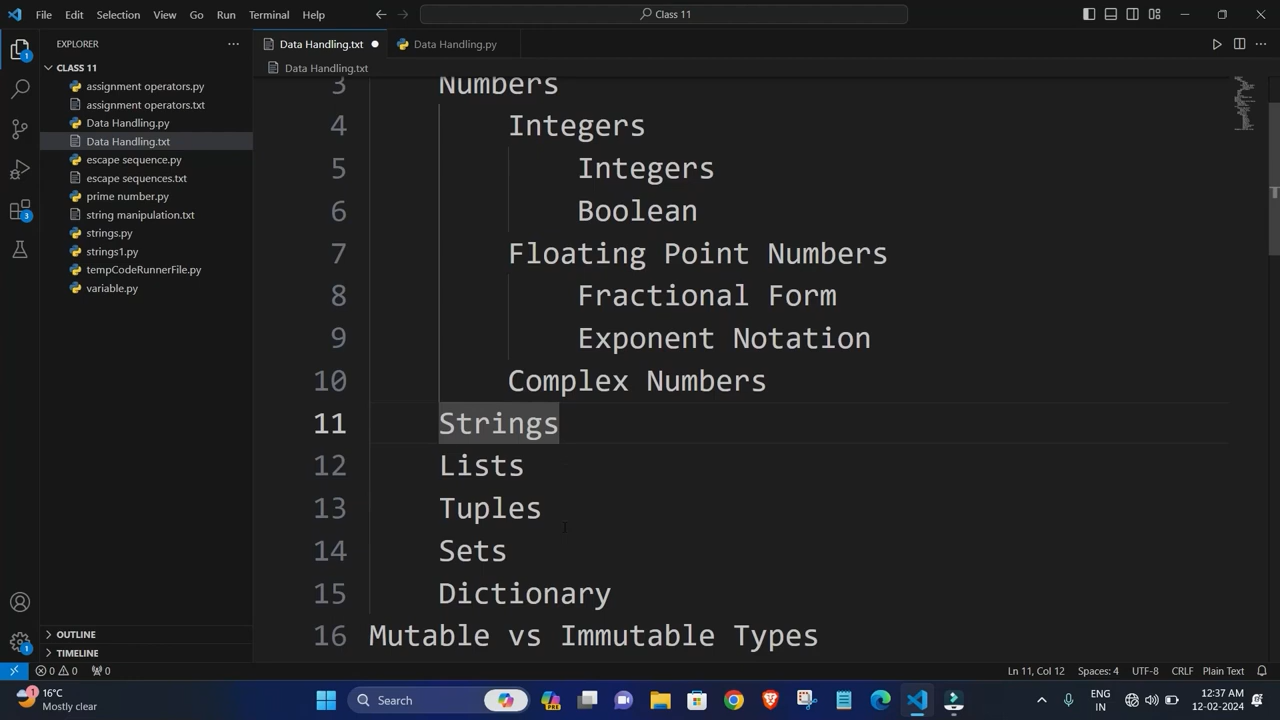 File Edit Selection View Go Run Terminal Help
Class 11
EXPLORER
Data Handling.txt
Data Handling.py
CLASS 11
Data Handling.txt
assignment operators.py
assignment operators.txt
Data Handling.py
Data Handling.txt
escape sequence.py
escape sequences.txt
prime number.py
string manipulation.txt
strings.py
strings1.py
tempCodeRunnerFile.py
variable.py
OUTLINE
TIMELINE
1
3
1
3 Numbers
4 Integers
5 Integers
6 Boolean
7 Floating Point Numbers
8 Fractional Form
9 Exponent Notation
10 Complex Numbers
11 Strings
12 Lists
13 Tuples
14 Sets
15 Dictionary
16 Mutable vs Immutable Types
0 0 0 Ln 11, Col 12 Spaces: 4 UTF-8 CRLF Plain Text
1
16°C
Mostly clear
Search
PRE
ENG
IN
12:37 AM
12-02-2024